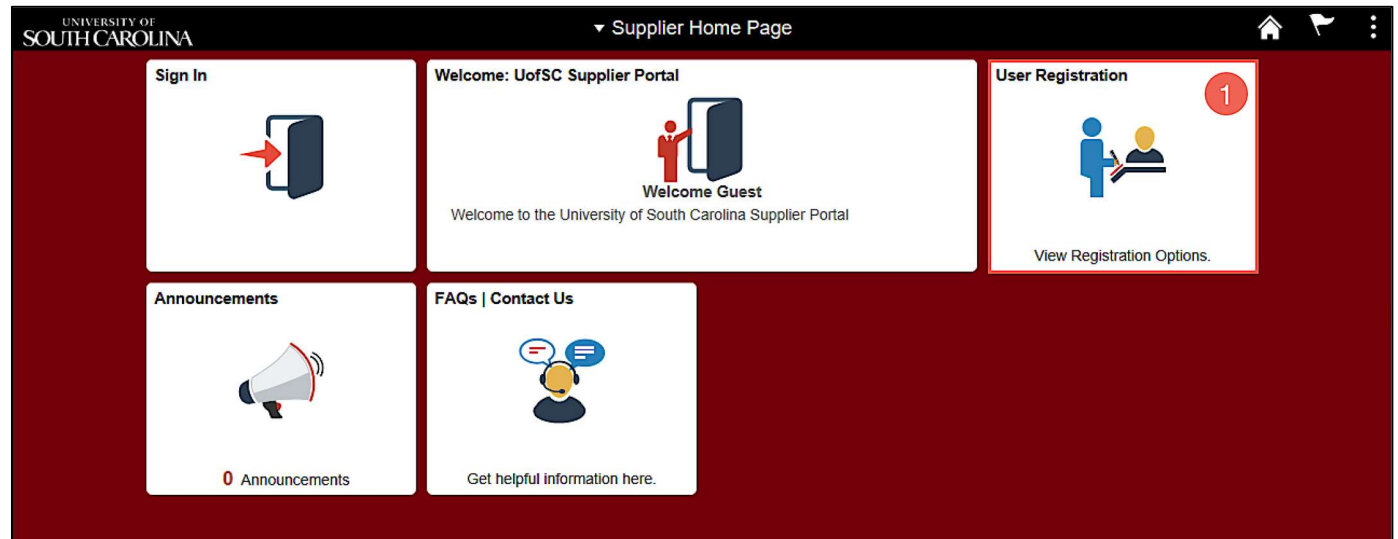 UNIVERSITY OF
SOUTH CAROLINA
Supplier Home Page
Sign In
Welcome: UofSC Supplier Portal
Welcome Guest
Welcome to the University of South Carolina Supplier Portal
User Registration
1
View Registration Options.
Announcements
0 Announcements
FAQs | Contact Us
Get helpful information here.